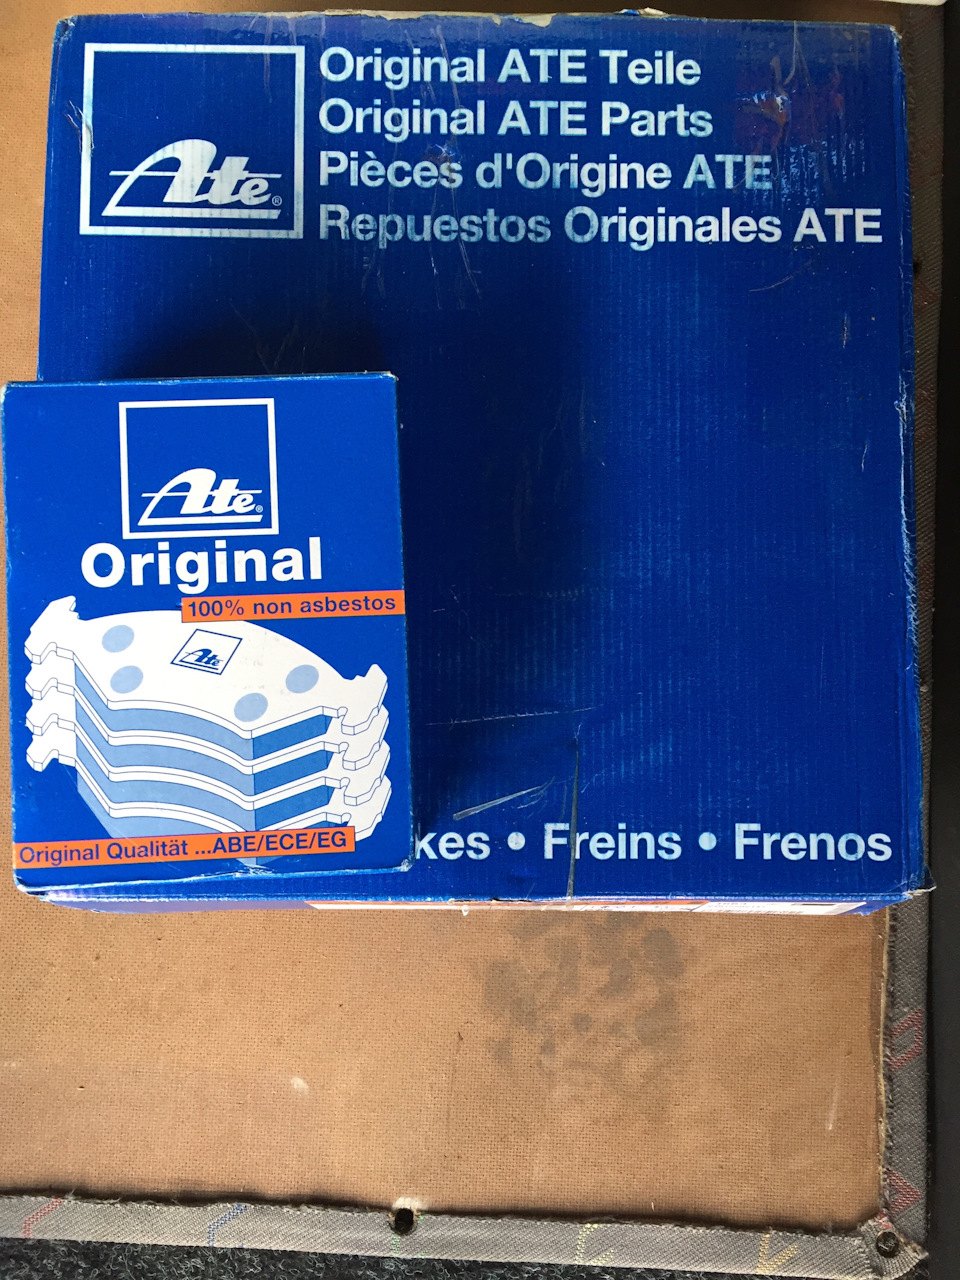 Ate®
Original ATE Teile
Original ATE Parts
Pièces d'Origine ATE
Repuestos Originales ATE
Ate®
Original
100% non asbestos
Ate
Original Qualität ...ABE/ECE/EG
kes • Freins • Frenos